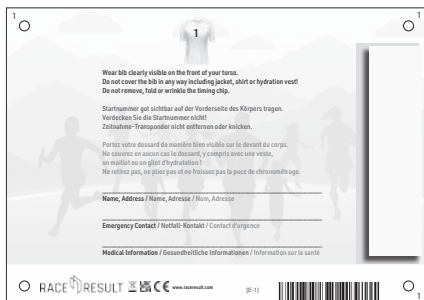 1
1
1
Wear bib clearly visible on the front of your torso.
Do not cover the bib in any way including jacket, shirt or hydration vest!
Do not remove, fold or wrinkle the timing chip.
Startnummer gut sichtbar auf der Vorderseite des Körpers tragen.
Verdecken Sie die Startnummer nicht!
Zeitnahme-Transponder nicht entfernen oder knicken.
Portez votre dossard de manière bien visible sur le devant du corps.
Ne couvrez en aucun cas le dossard, y compris avec une veste,
un maillot ou un gilet d'hydratation !
Ne retirez pas, ne pliez pas et ne froissez pas la puce de chronométrage.
Name, Address / Name, Adresse / Nom, Adresse
Emergency Contact / Notfall-Kontakt / Contact d'urgence
Medical Information / Gesundheitliche Informationen / Information sur la santé
RACE RESULT UK CA CE www.raceresult.com [E-1]
1